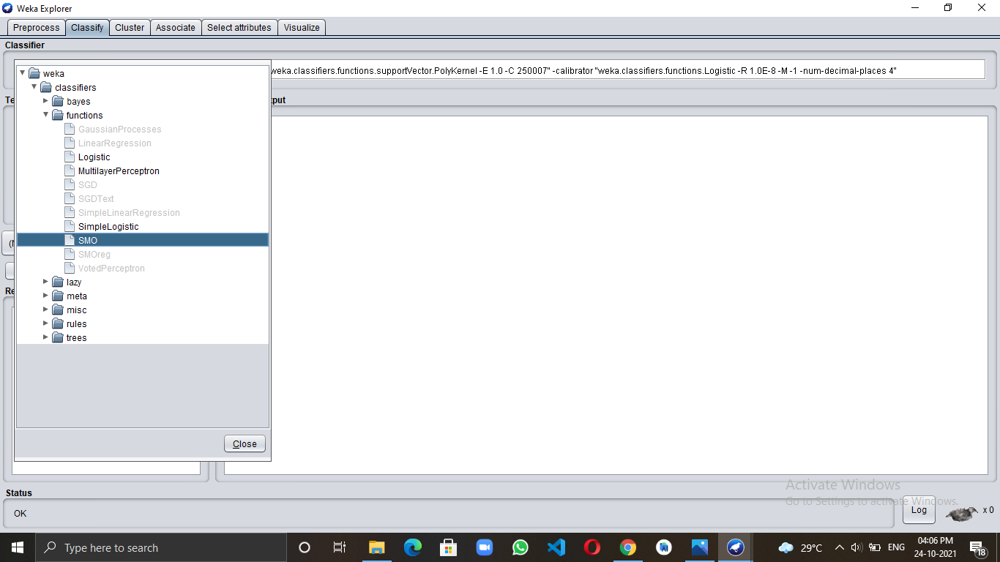 Weka Explorer
Preprocess Classify Cluster Associate Select attributes Visualize
Classifier
weka.classifiers.functions.supportVector.PolyKernel -E 1.0 -C 250007" -calibrator "weka.classifiers.functions.Logistic -R 1.0E-8 -M -1 -num-decimal-places 4"
weka
classifiers
bayes
functions
GaussianProcesses
LinearRegression
Logistic
MultilayerPerceptron
SGD
SGDText
SimpleLinearRegression
SimpleLogistic
SMO
SMOreg
VotedPerceptron
lazy
meta
misc
rules
trees
Close
Status
OK
Activate Windows
Go to Settings to activate Windows.
Log
x 0
Type here to search
29°C
ENG
04:06 PM
24-10-2021
18